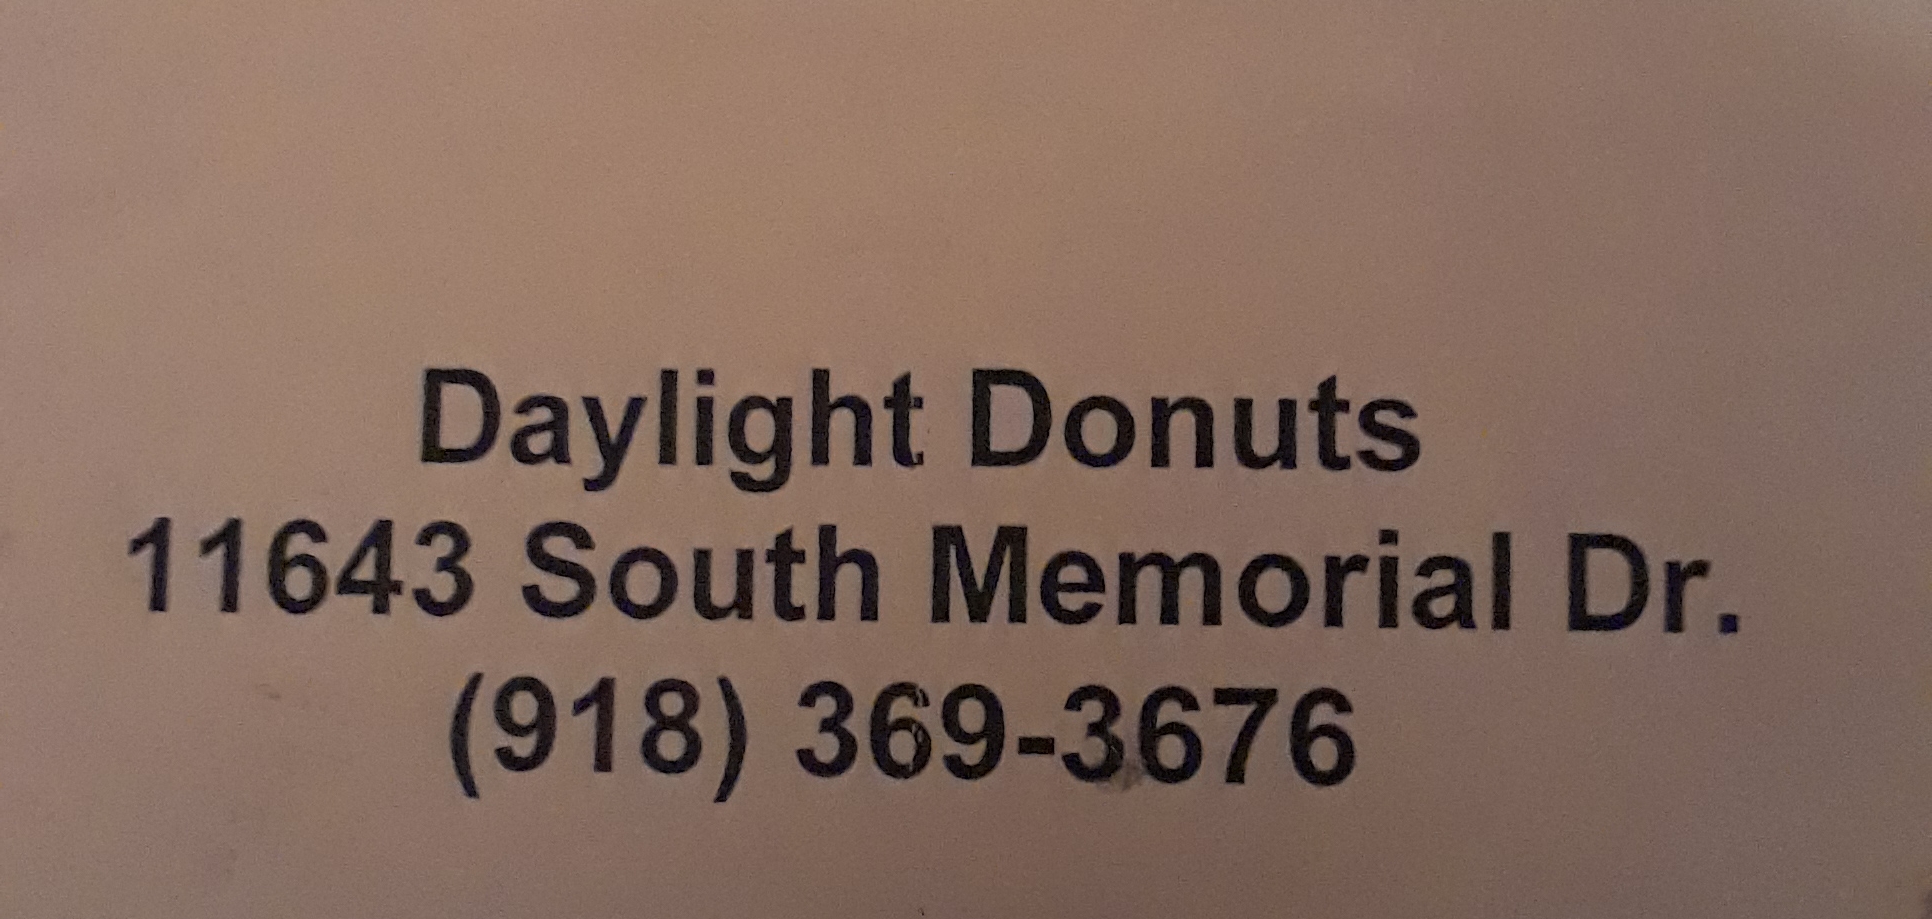 Daylight Donuts
11643 South Memorial Dr.
(918) 369-3676